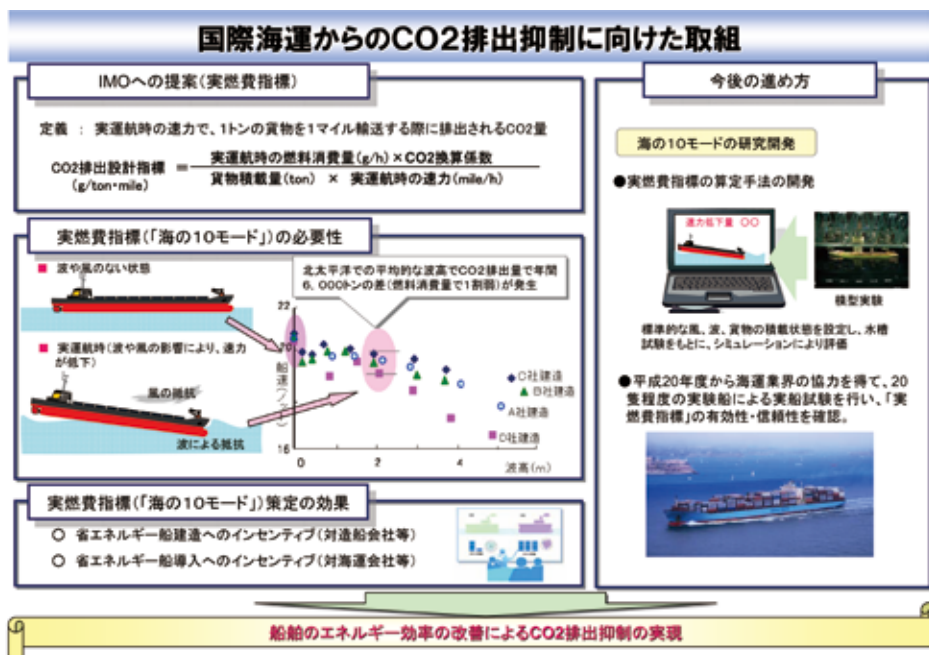 国際海運からのCO2排出抑制に向けた取組
IMOへの提案(実燃費指標)
定義 : 実運航時の速力で、1トンの貨物を1マイル輸送する際に排出されるCO2量
CO2排出設計指標
(g/ton・mile)
=
実運航時の燃料消費量(g/h)×CO2換算係数
貨物積載量(ton) × 実運航時の速力(mile/h)
実燃費指標(「海の10モード」)の必要性
■ 波や風のない状態
■ 実運航時(波や風の影響により、速力
が低下)
風の抵抗
波による抵抗
北太平洋での平均的な波高でCO2排出量で年間
6,000トンの差(燃料消費量で1割弱)が発生
22
20
16
船速(ノット)
0
2
4
波高(m)
C社建造
B社建造
A社建造
D社建造
実燃費指標(「海の10モード」)策定の効果
○ 省エネルギー船建造へのインセンティブ(対造船会社等)
○ 省エネルギー船導入へのインセンティブ(対海運会社等)
今後の進め方
海の10モードの研究開発
●実燃費指標の算定手法の開発
速力低下量 ○○
模型実験
標準的な風、波、貨物の積載状態を設定し、水槽
試験をもとに、シミュレーションにより評価
●平成20年度から海運業界の協力を得て、20
隻程度の実験船による実船試験を行い、「実
燃費指標」の有効性・信頼性を確認。
船舶のエネルギー効率の改善によるCO2排出抑制の実現